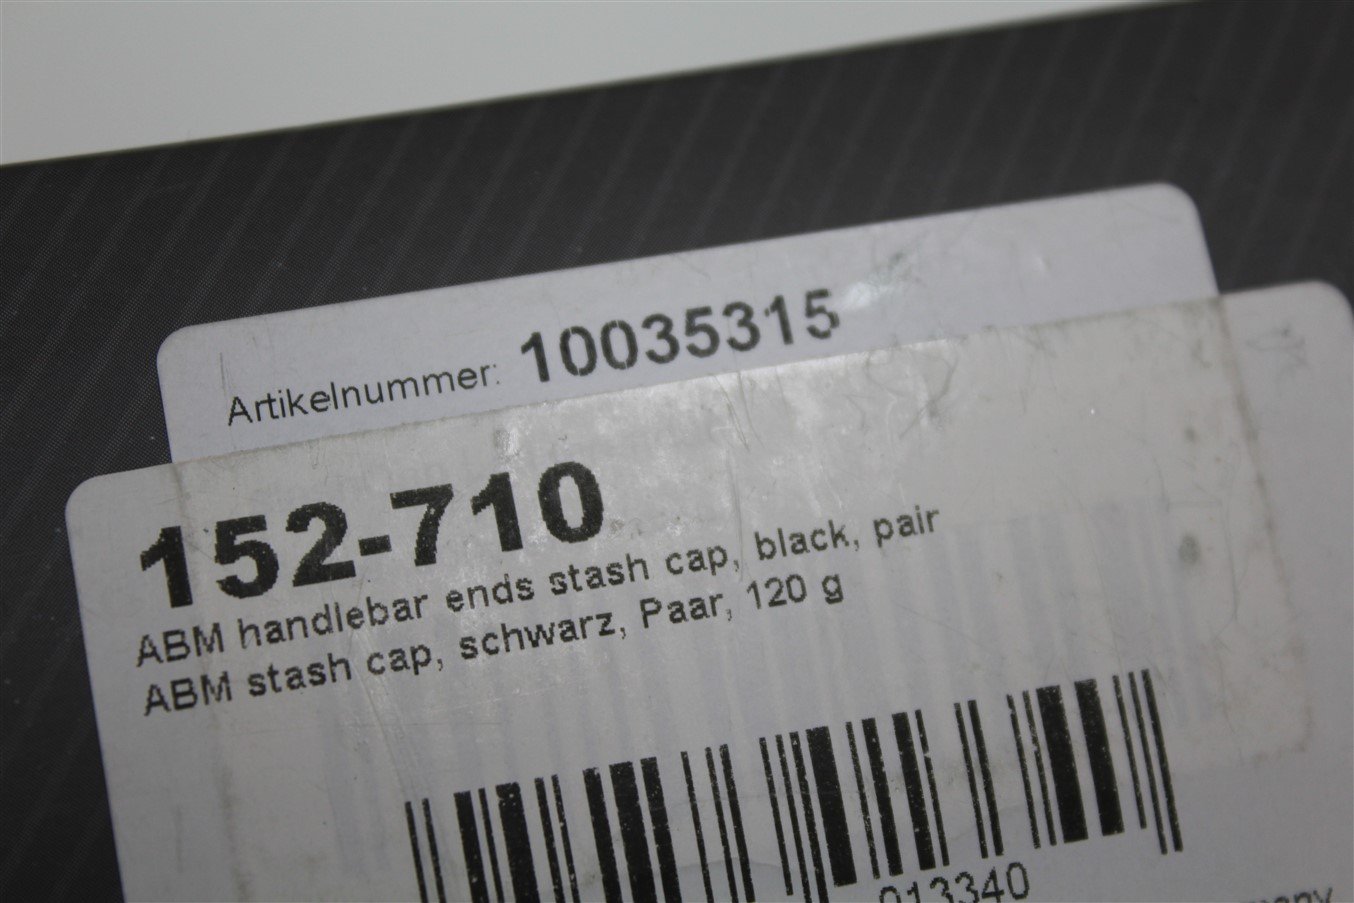 Artikelnummer: 10035315
152-710
ABM handlebar ends stash cap, black, pair
ABM stash cap, schwarz, Paar, 120 g
013340